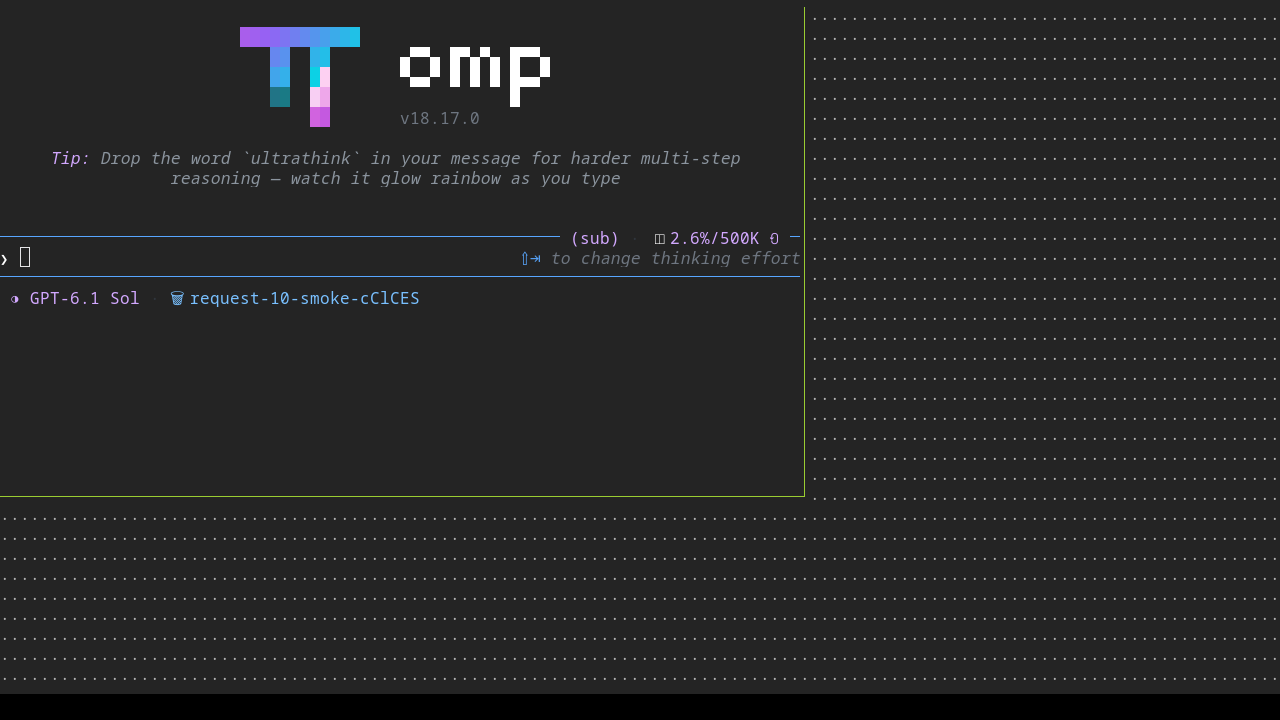 omp
v18.17.0
Tip: Drop the word `ultrathink` in your message for harder multi-step
reasoning — watch it glow rainbow as you type
(sub) · 2.6%/500K
❯ ⇧⇥ to change thinking effort
GPT-6.1 Sol · request-10-smoke-cClCES